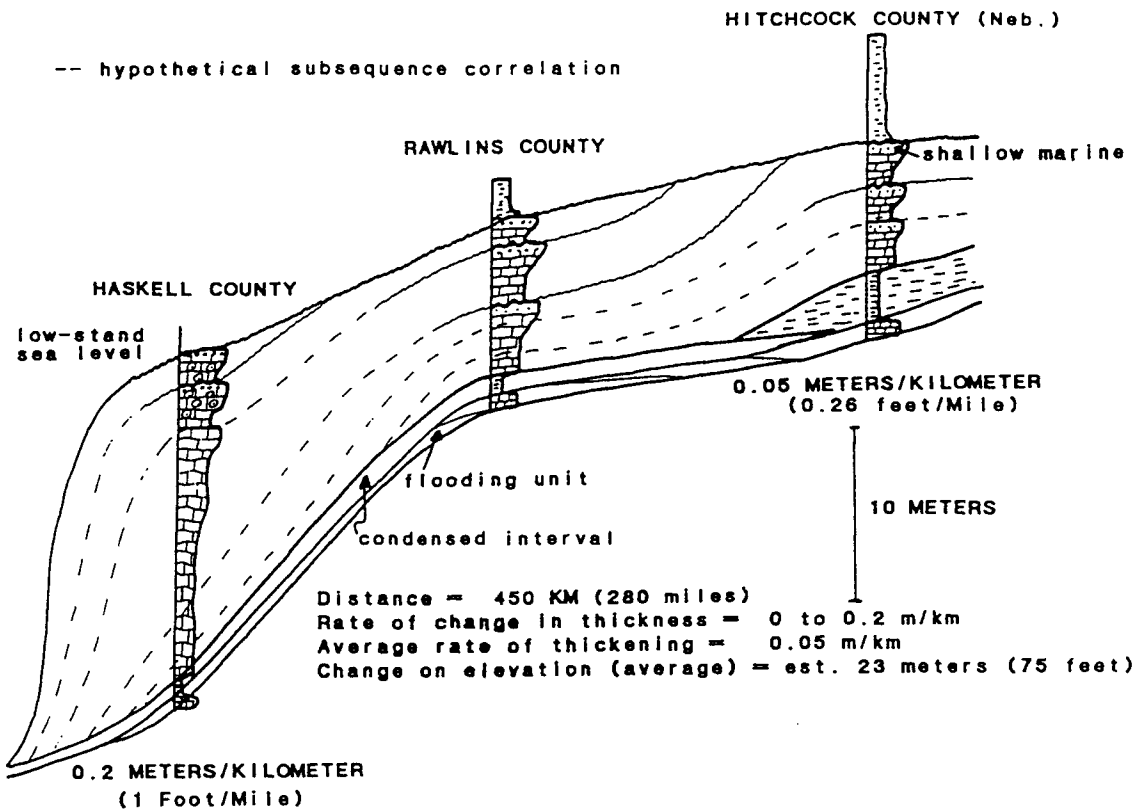 HITCHCOCK COUNTY (Neb.)
-- hypothetical subsequence correlation
RAWLINS COUNTY
shallow marine
HASKELL COUNTY
low-stand
sea level
0.05 METERS/KILOMETER
(0.26 feet/Mile)
flooding unit
10 METERS
condensed interval
Distance = 450 KM (280 miles)
Rate of change in thickness = 0 to 0.2 m/km
Average rate of thickening = 0.05 m/km
Change on elevation (average) = est. 23 meters (75 feet)
0.2 METERS/KILOMETER
(1 Foot/Mile)